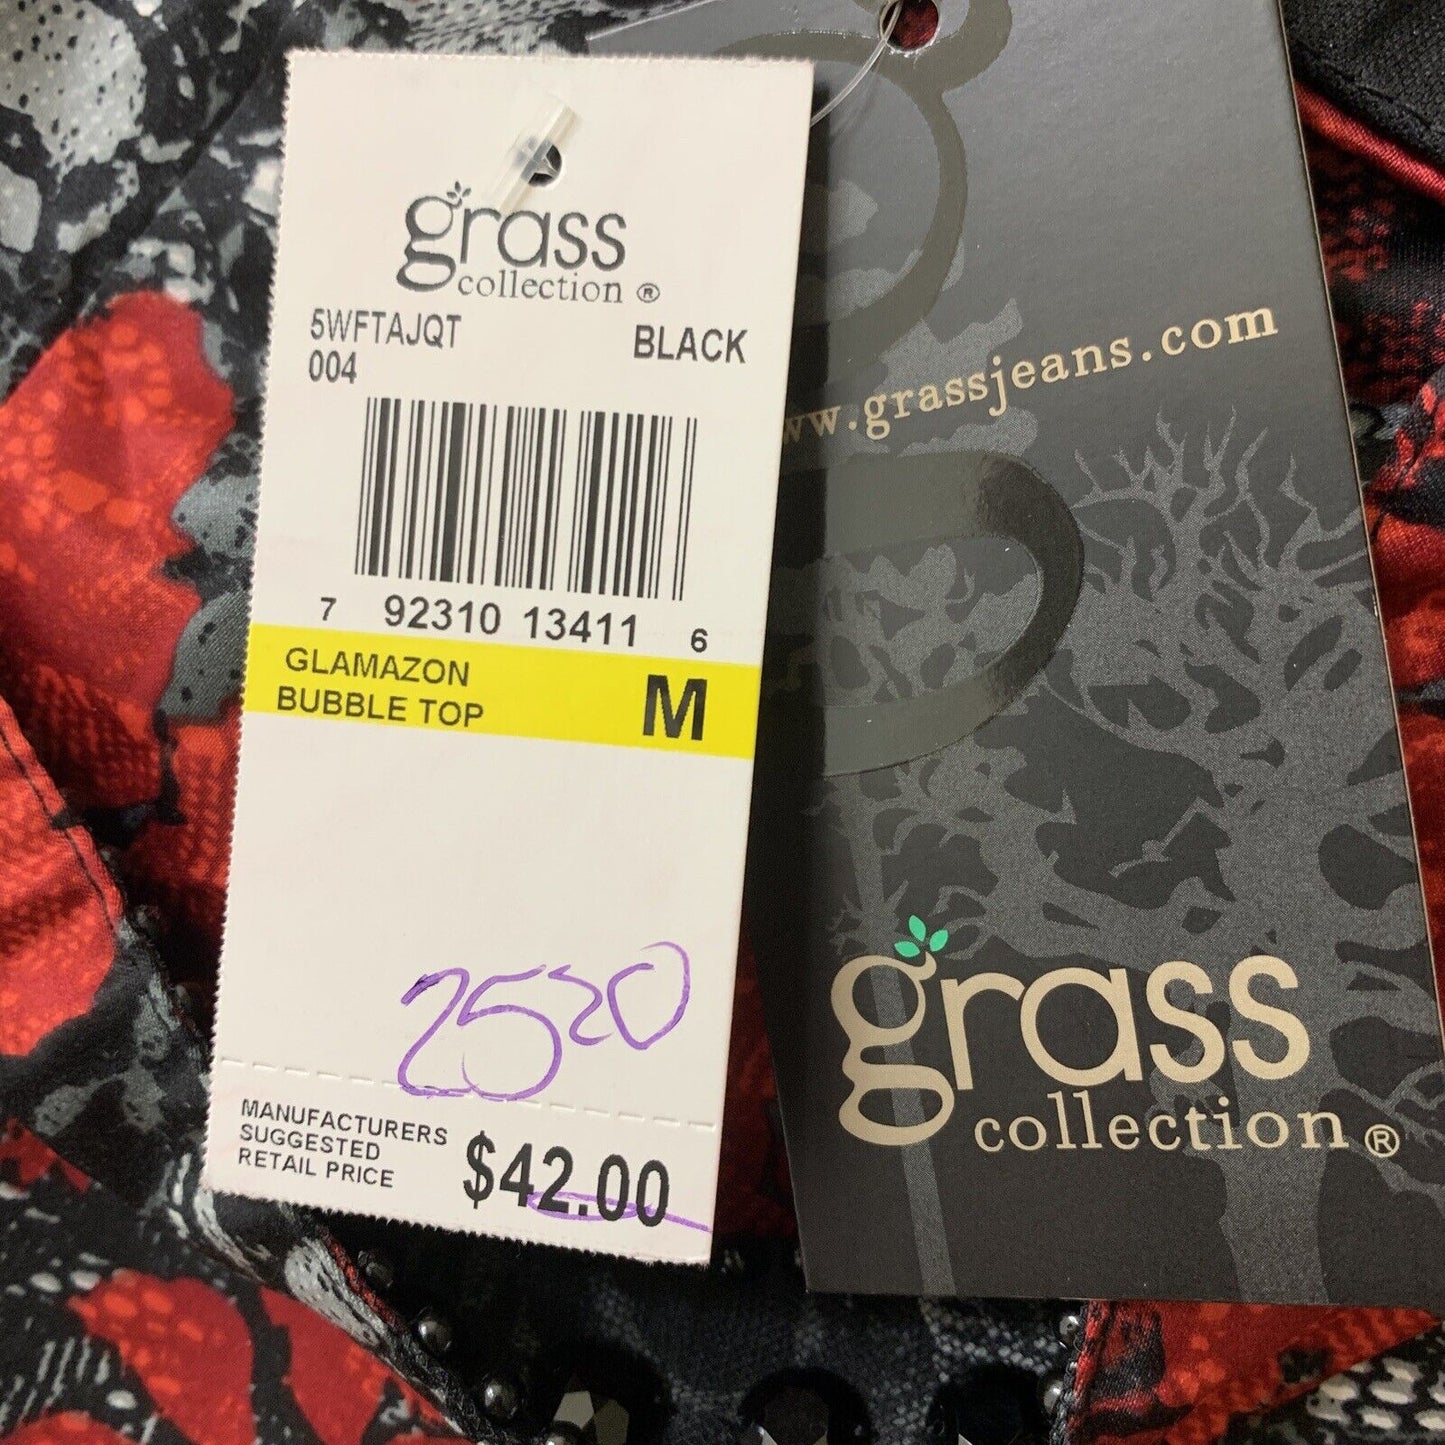 grass
collection ®
5WFTAJQT
004
BLACK
7 92310 13411 6
GLAMAZON
BUBBLE TOP
M
2520
MANUFACTURERS
SUGGESTED
RETAIL PRICE
$42.00
ww.grassjeans.com
grass
collection ®